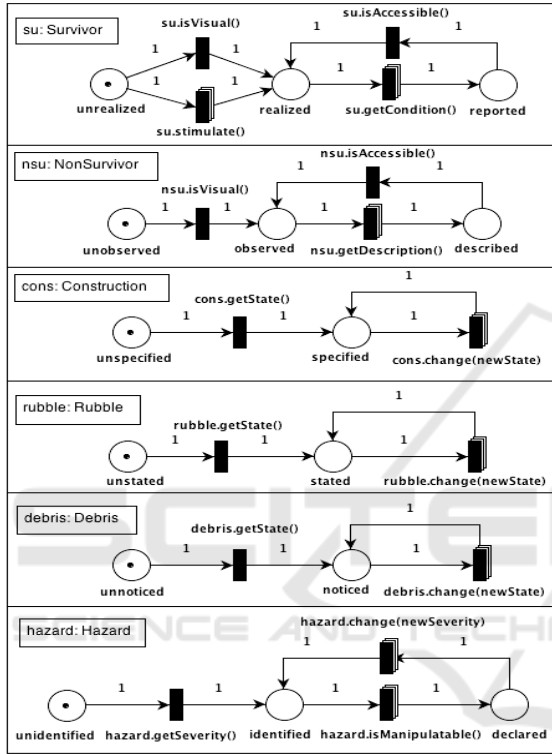 su: Survivor
su.isVisual()
su.isAccessible()
1 1 1 1
1 1 1 1
unrealized realized reported
su.stimulate() su.getCondition()
nsu: NonSurvivor
nsu.isAccessible()
nsu.isVisual()
1 1
1 1 1 1
unobserved observed nsu.getDescription() described
cons: Construction
1
cons.getState()
1 1 1
unspecified specified
cons.change(newState)
rubble: Rubble
1
rubble.getState()
1 1 1
unstated stated rubble.change(newState)
debris: Debris
1
debris.getState()
1 1 1
unnoticed noticed debris.change(newState)
hazard: Hazard
hazard.change(newSeverity)
1 1
1 1 1 1
unidentified hazard.getSeverity() identified hazard.isManipulatable() declared
SCITE
SCIENCE AND TECHN